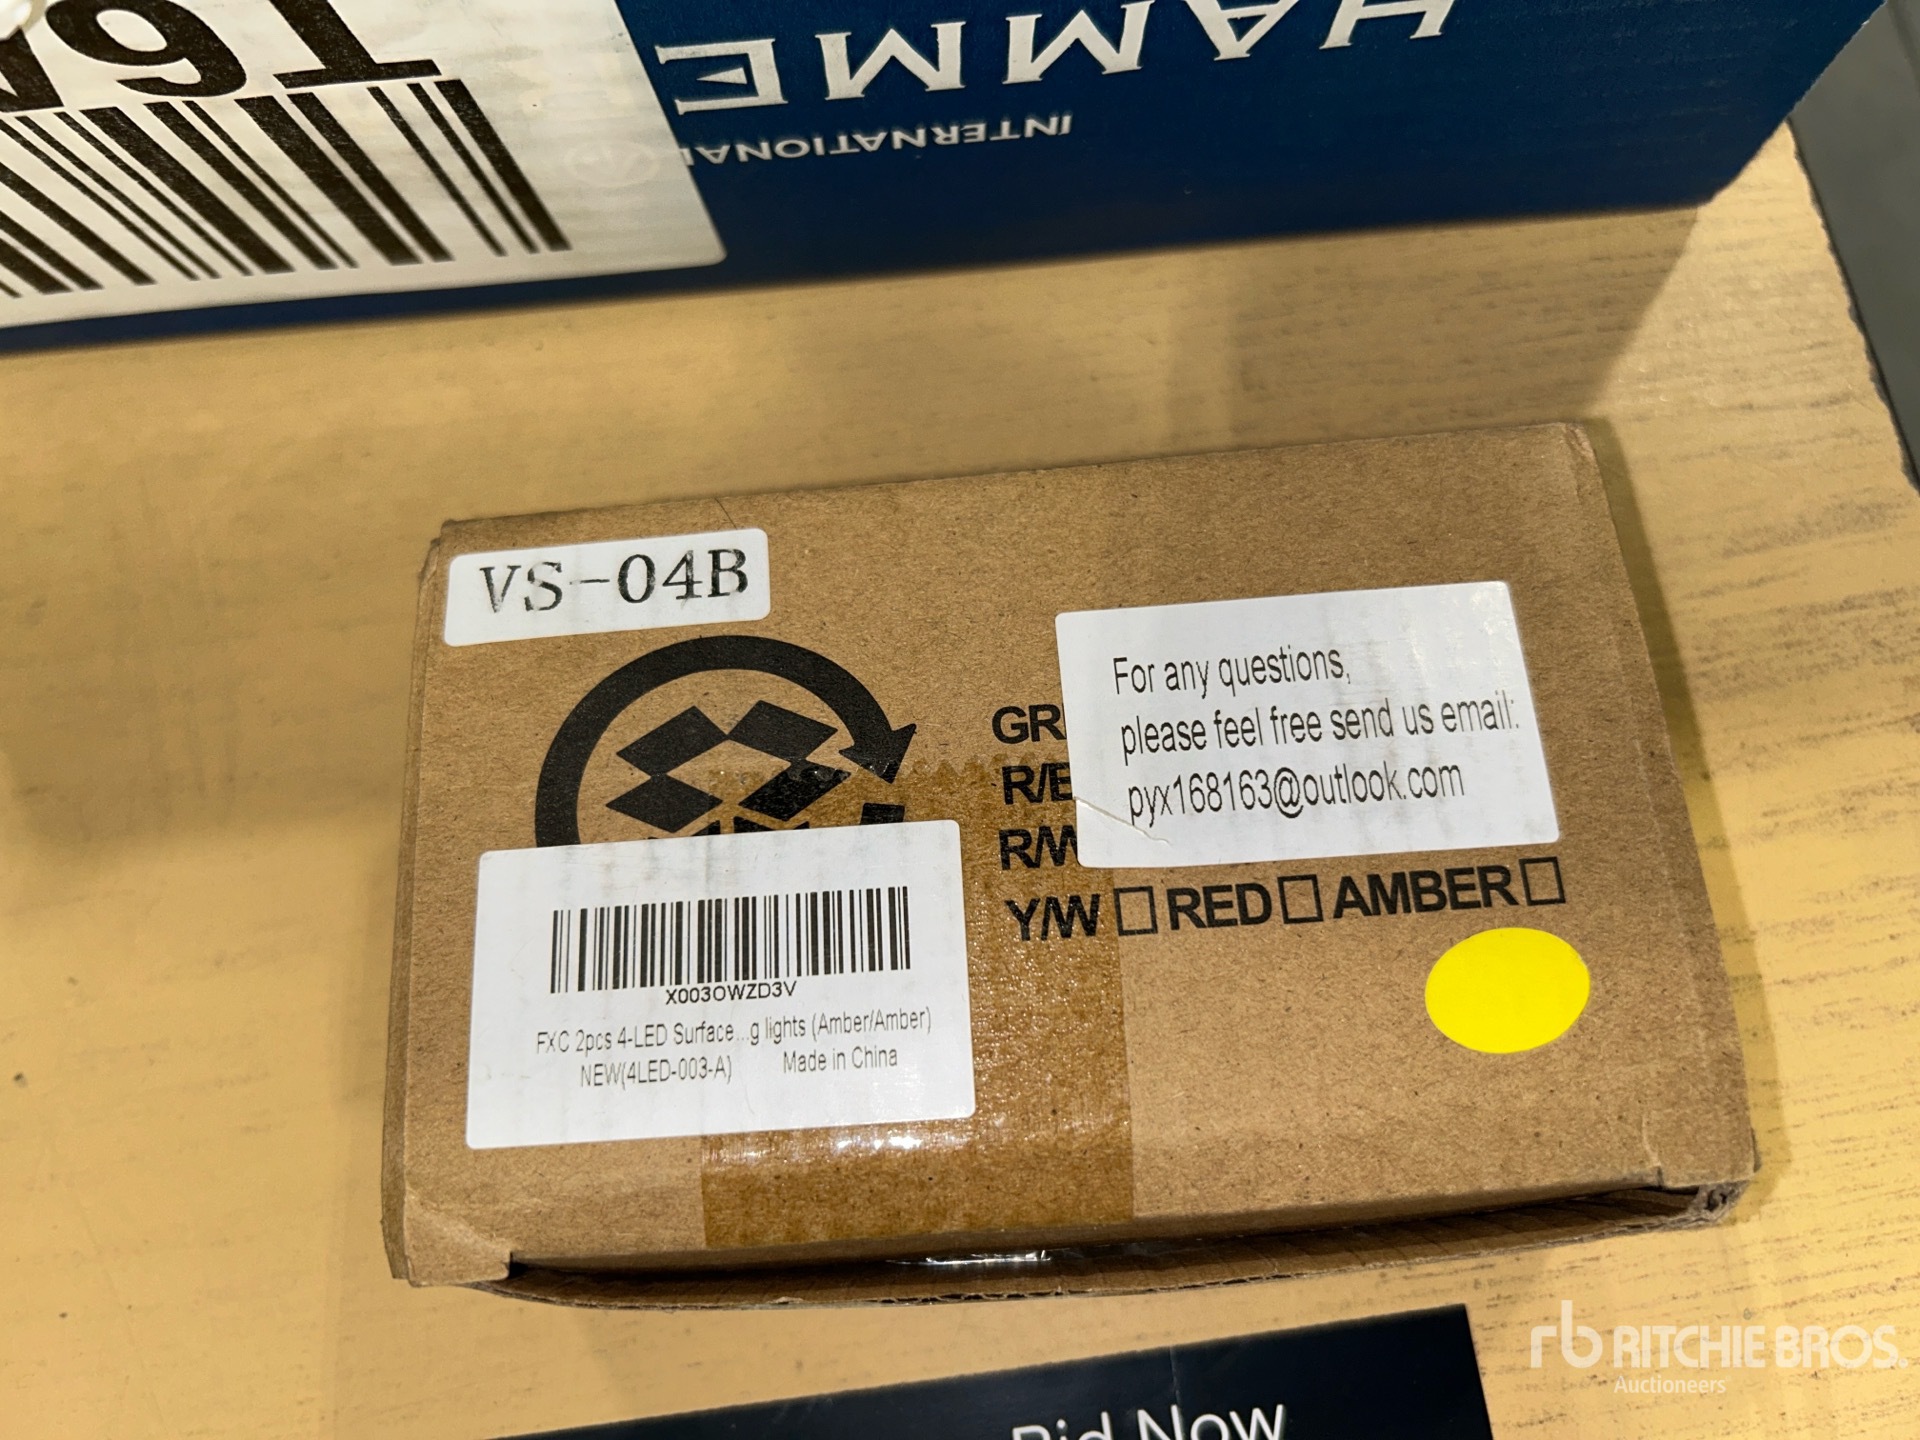 T6
HAMME
INTERNATIONAL
VS-04B
For any questions,
please feel free send us email:
pyx168163@outlook.com
GR
R/B
R/W
Y/W □ RED □ AMBER □
X003OWZD3V
FXC 2pcs 4-LED Surface...g lights (Amber/Amber)
NEW(4LED-003-A) Made in China
Bid Now
rb RITCHIE BROS.
Auctioneers